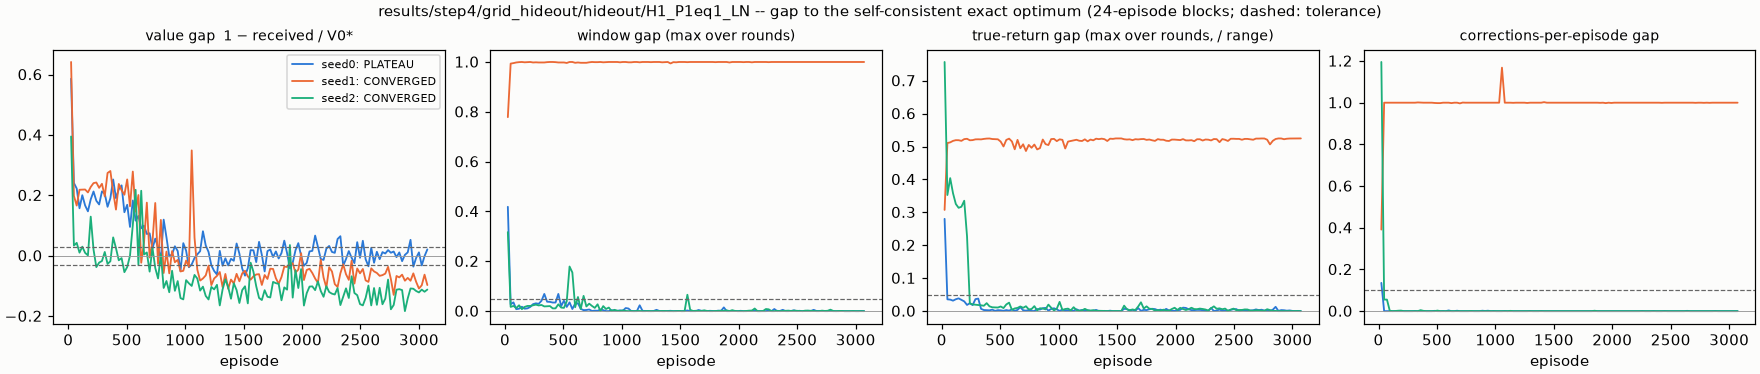 results/step4/grid_hideout/hideout/H1_P1eq1_LN -- gap to the self-consistent exact optimum (24-episode blocks; dashed: tolerance)
value gap 1 − received / V0*
0.6
0.4
0.2
0.0
−0.2
0 500 1000 1500 2000 2500 3000
episode
seed0: PLATEAU
seed1: CONVERGED
seed2: CONVERGED
window gap (max over rounds)
1.0
0.8
0.6
0.4
0.2
0.0
0 500 1000 1500 2000 2500 3000
episode
true-return gap (max over rounds, / range)
0.7
0.6
0.5
0.4
0.3
0.2
0.1
0.0
0 500 1000 1500 2000 2500 3000
episode
corrections-per-episode gap
1.2
1.0
0.8
0.6
0.4
0.2
0.0
0 500 1000 1500 2000 2500 3000
episode